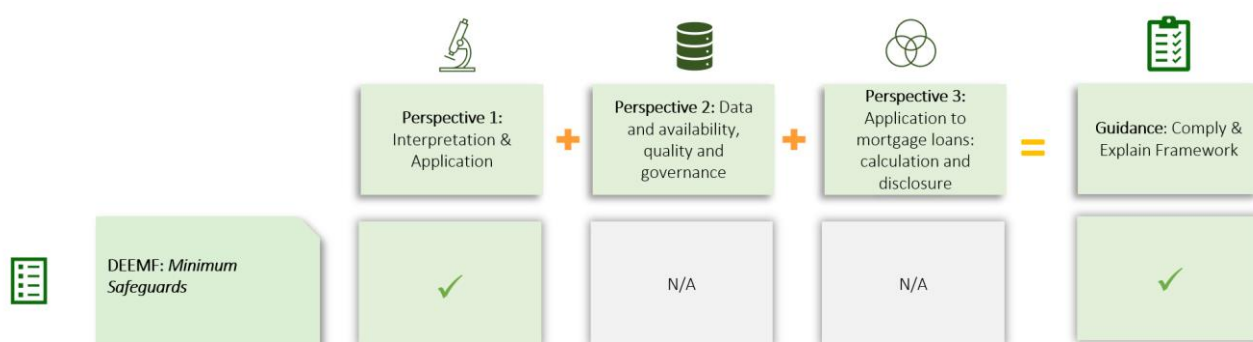 Perspective 1:
Interpretation &
Application
Perspective 2: Data
and availability,
quality and
governance
Perspective 3:
Application to
mortgage loans:
calculation and
disclosure
Guidance: Comply &
Explain Framework
DEEMF: Minimum
Safeguards
✓
N/A
N/A
✓